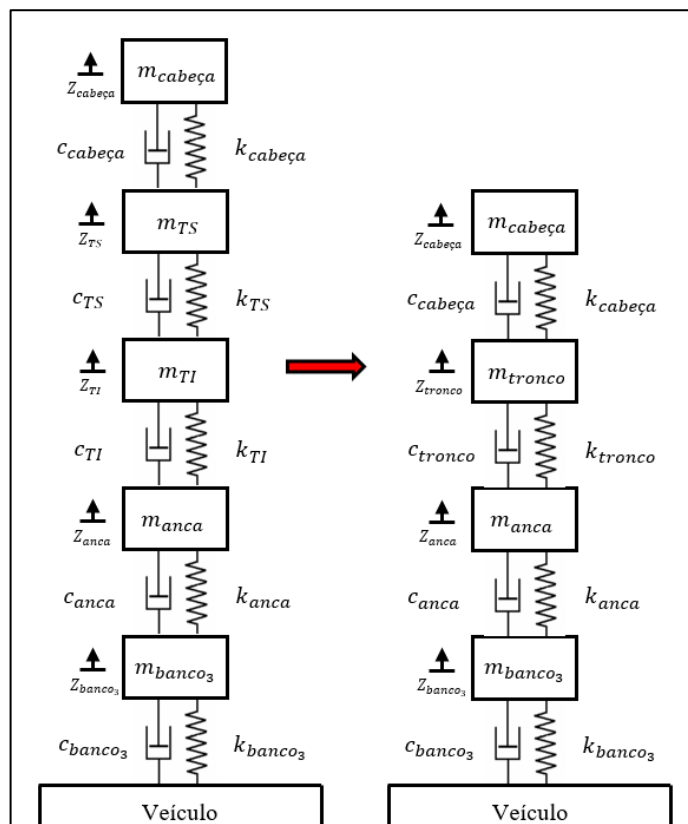 m_cabeça
Z_cabeça
c_cabeça k_cabeça
m_TS
Z_TS
c_TS k_TS
m_TI
Z_TI
c_TI k_TI
m_anca
Z_anca
c_anca k_anca
m_banco₃
Z_banco₃
c_banco₃ k_banco₃
Veículo
m_cabeça
Z_cabeça
c_cabeça k_cabeça
m_tronco
Z_tronco
c_tronco k_tronco
m_anca
Z_anca
c_anca k_anca
m_banco₃
Z_banco₃
c_banco₃ k_banco₃
Veículo